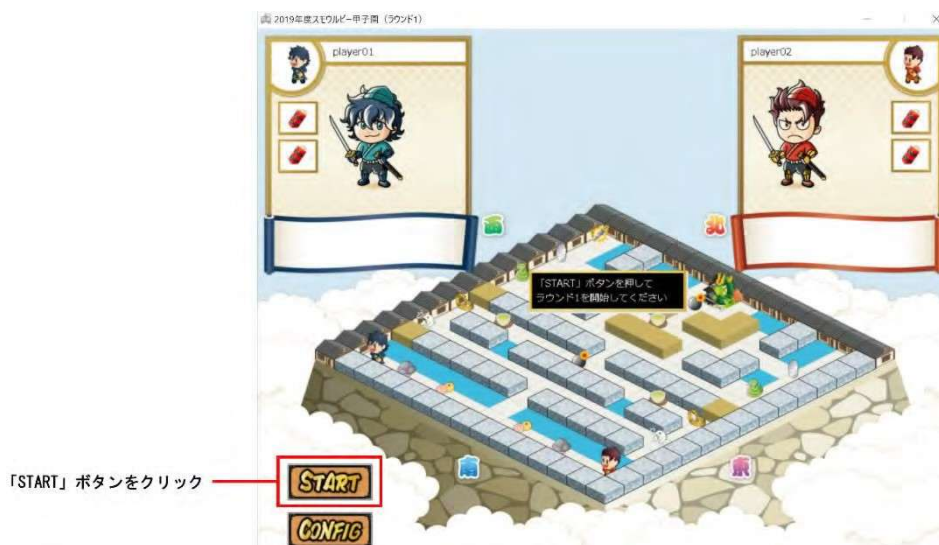 2019年度スモウルビー甲子園（ラウンド1）
player01
player02
西
北
「START」ボタンを押して
ラウンド1を開始してください
南
東
「START」ボタンをクリック
START
CONFIG